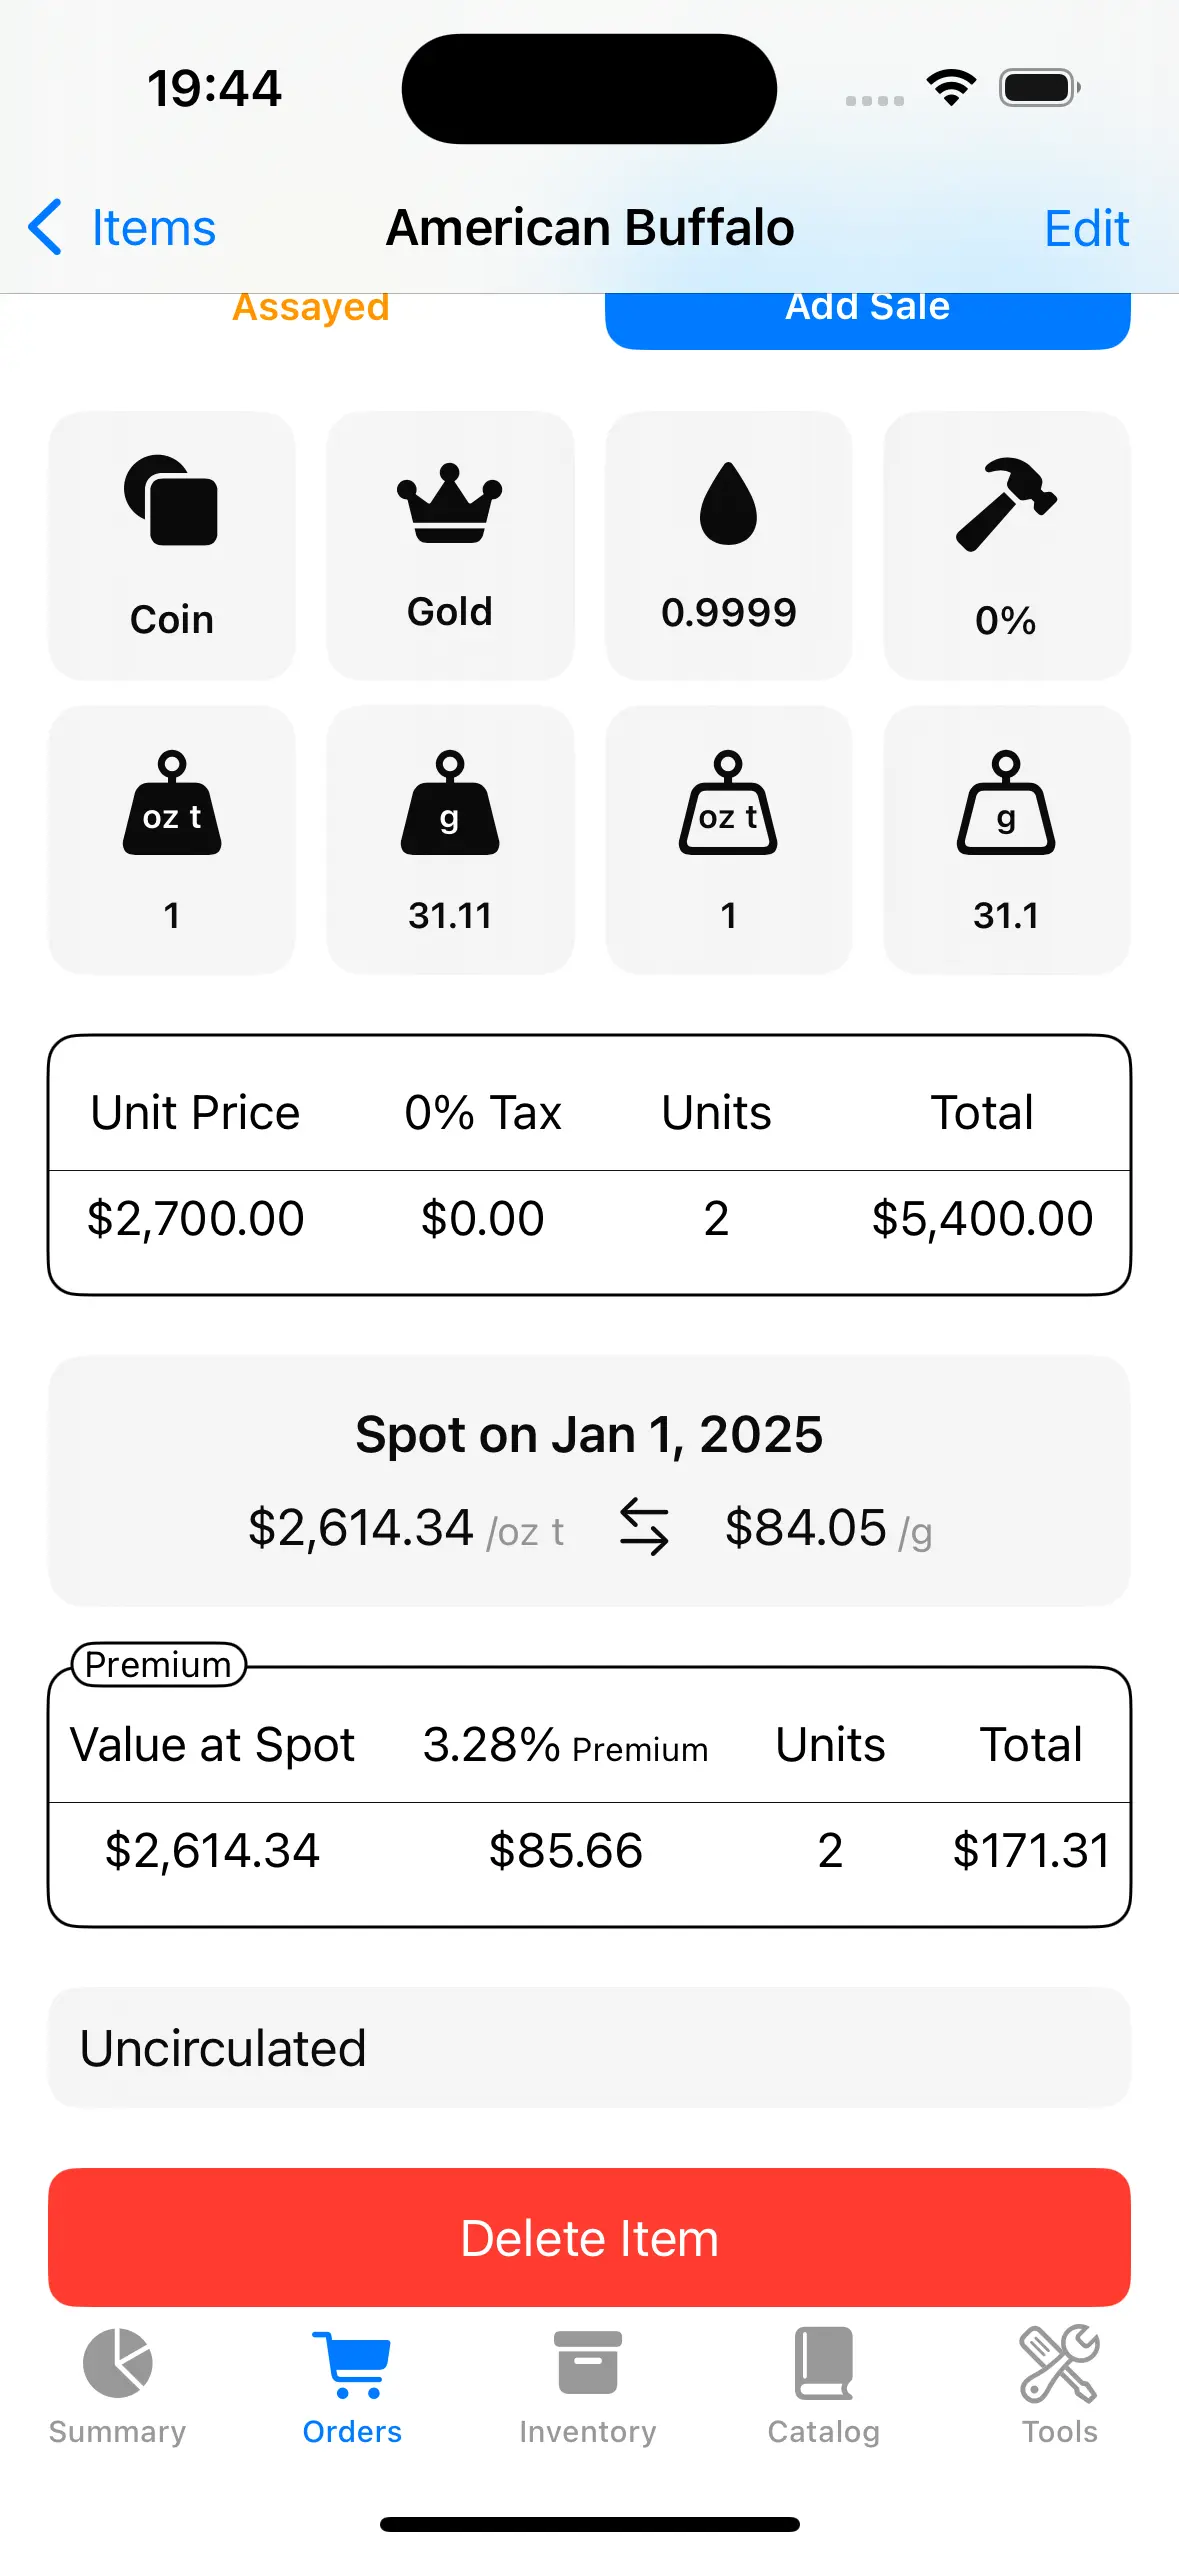 19:44
Items American Buffalo Edit
Assayed Add Sale
Coin Gold 0.9999 0%
oz t g oz t g
1 31.11 1 31.1
Unit Price 0% Tax Units Total
$2,700.00 $0.00 2 $5,400.00
Spot on Jan 1, 2025
$2,614.34 /oz t $84.05 /g
Premium
Value at Spot 3.28% Premium Units Total
$2,614.34 $85.66 2 $171.31
Uncirculated
Delete Item
Summary Orders Inventory Catalog Tools